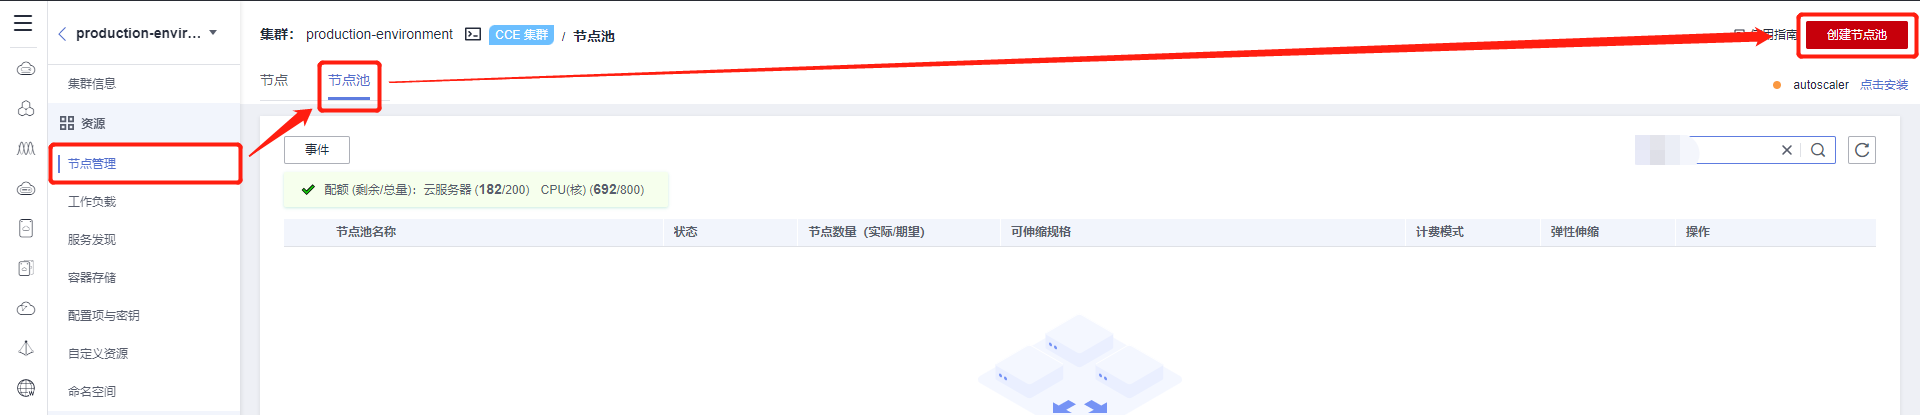 production-envir...
集群信息
资源
节点管理
工作负载
服务发现
容器存储
配置项与密钥
自定义资源
命名空间
集群： production-environment CCE 集群 / 节点池
用指南 创建节点池
节点 节点池
autoscaler 点击安装
事件
配额 (剩余/总量)： 云服务器 (182/200) CPU(核) (692/800)
节点池名称 状态 节点数量（实际/期望） 可伸缩规格 计费模式 弹性伸缩 操作